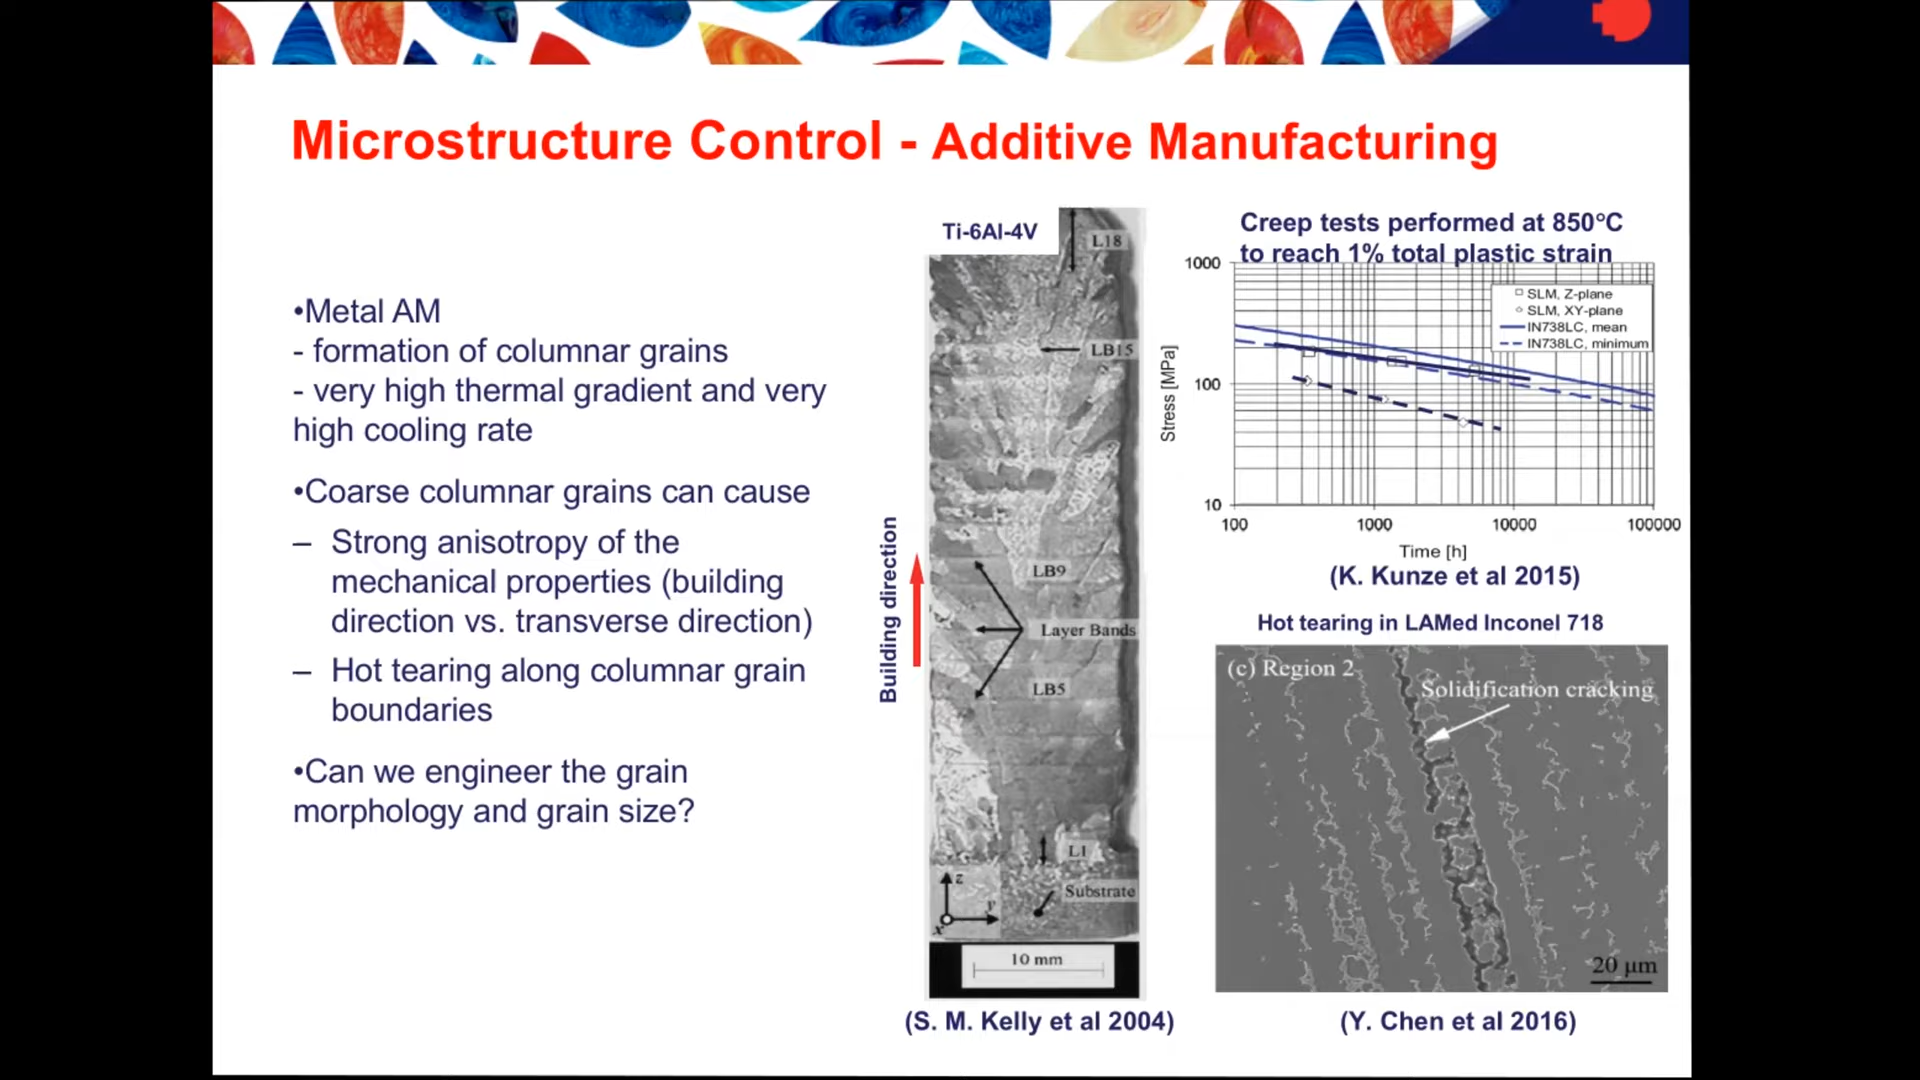 Microstructure Control - Additive Manufacturing
•Metal AM
- formation of columnar grains
- very high thermal gradient and very
high cooling rate
•Coarse columnar grains can cause
– Strong anisotropy of the
mechanical properties (building
direction vs. transverse direction)
– Hot tearing along columnar grain
boundaries
•Can we engineer the grain
morphology and grain size?
Building direction
Ti-6Al-4V
L18
LB15
LB9
Layer Bands
LB5
L1
Substrate
z
y
x
10 mm
(S. M. Kelly et al 2004)
Creep tests performed at 850°C
to reach 1% total plastic strain
1000
100
10
Stress [MPa]
SLM, Z-plane
SLM, XY-plane
IN738LC, mean
IN738LC, minimum
100
1000
10000
100000
Time [h]
(K. Kunze et al 2015)
Hot tearing in LAMed Inconel 718
(c) Region 2
Solidification cracking
20 μm
(Y. Chen et al 2016)